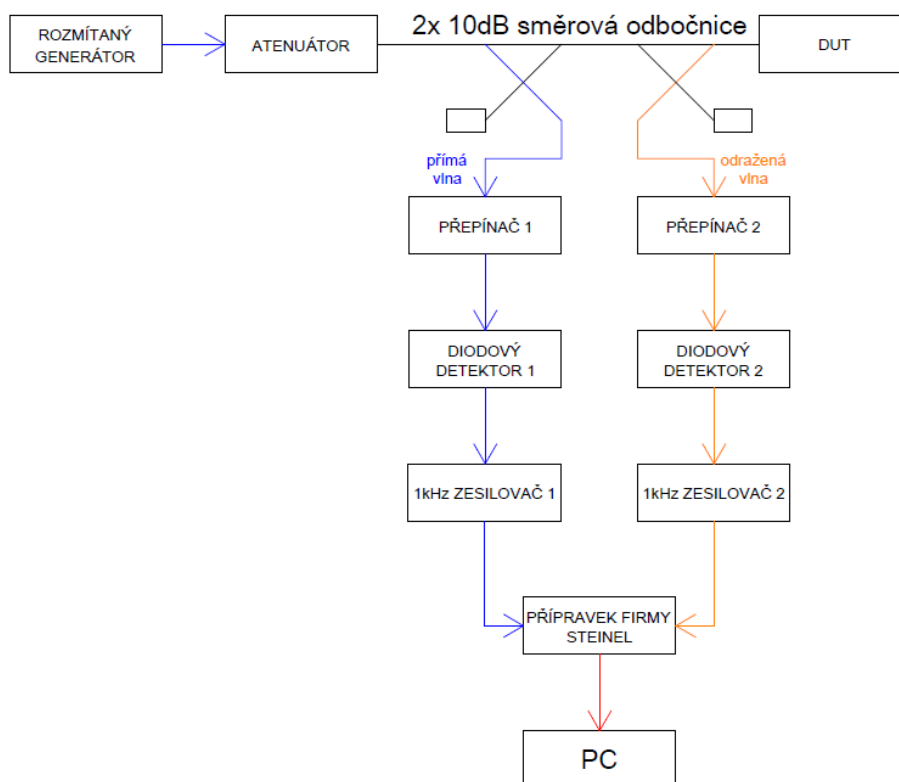 2x 10dB směrová odbočnice
ROZMÍTANÝ
GENERÁTOR
ATENUÁTOR
DUT
přímá
vlna
odražená
vlna
PŘEPÍNAČ 1
PŘEPÍNAČ 2
DIODOVÝ
DETEKTOR 1
DIODOVÝ
DETEKTOR 2
1kHz ZESILOVAČ 1
1kHz ZESILOVAČ 2
PŘÍPRAVEK FIRMY
STEINEL
PC